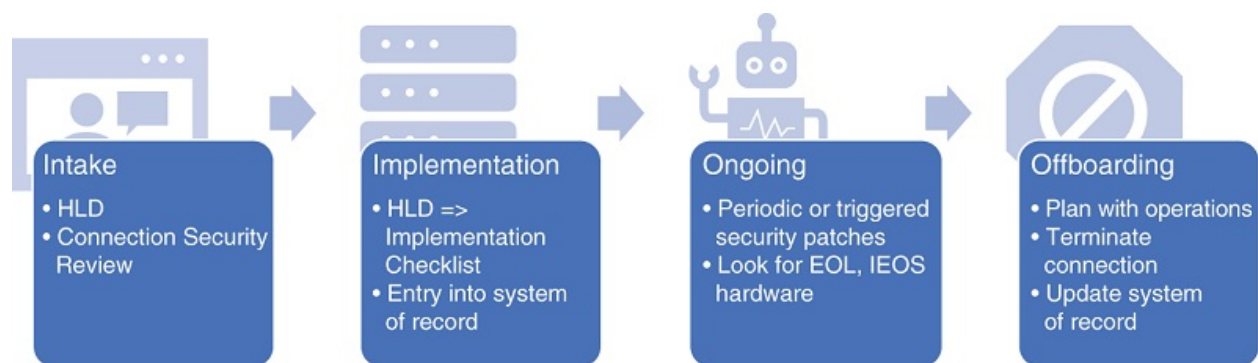 Intake
• HLD
• Connection Security
Review
Implementation
• HLD =>
Implementation
Checklist
• Entry into system
of record
Ongoing
• Periodic or triggered
security patches
• Look for EOL, IEOS
hardware
Offboarding
• Plan with operations
• Terminate
connection
• Update system
of record